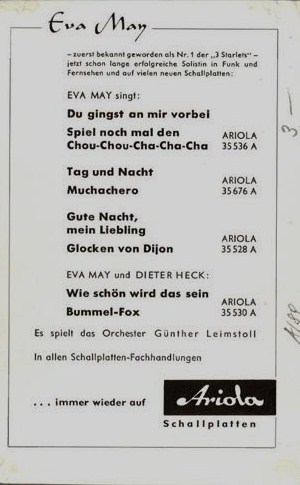 Eva May
– zuerst bekannt geworden als Nr. 1 der „3 Starlets" –
jetzt schon lange erfolgreiche Solistin in Funk und
Fernsehen und auf vielen neuen Schallplatten:
EVA MAY singt:
Du gingst an mir vorbei
Spiel noch mal den ARIOLA
Chou-Chou-Cha-Cha-Cha 35 536 A
Tag und Nacht ARIOLA
Muchachero 35 676 A
Gute Nacht,
mein Liebling ARIOLA
Glocken von Dijon 35 528 A
EVA MAY und DIETER HECK:
Wie schön wird das sein ARIOLA
Bummel-Fox 35 530 A
Es spielt das Orchester Günther Leimstoll
In allen Schallplatten-Fachhandlungen
. . . immer wieder auf Ariola
Schallplatten
3 —